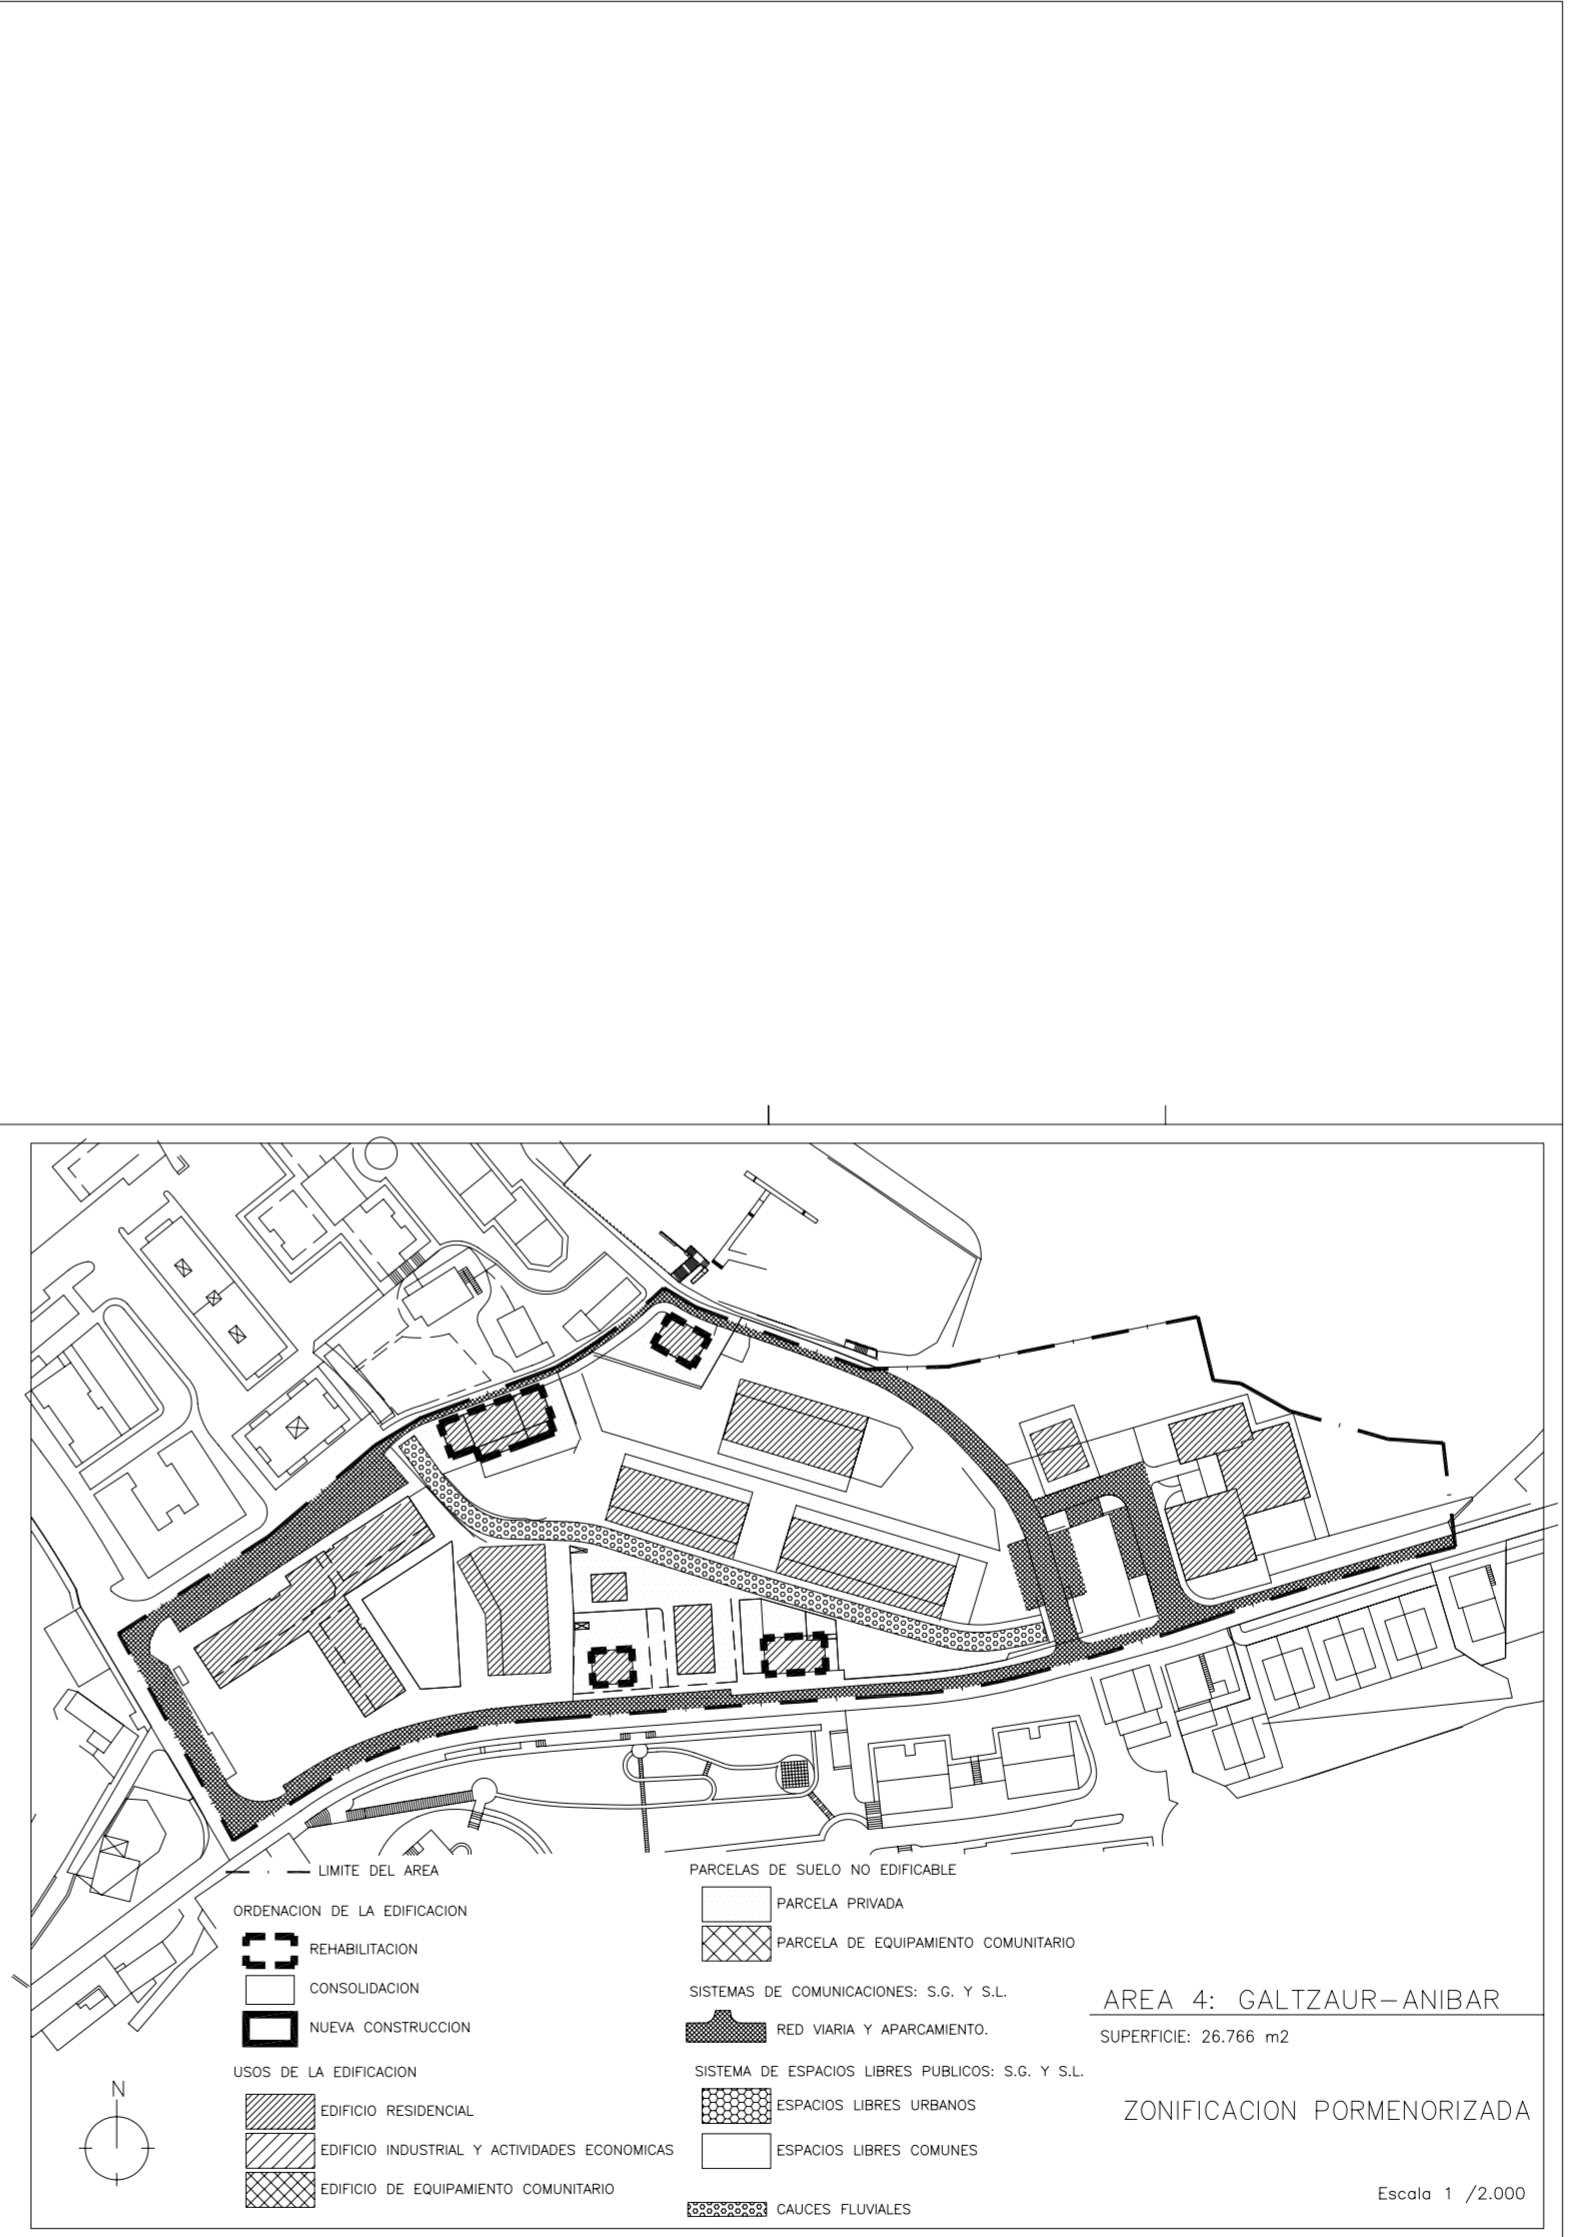 LIMITE DEL AREA
ORDENACION DE LA EDIFICACION
REHABILITACION
CONSOLIDACION
NUEVA CONSTRUCCION
USOS DE LA EDIFICACION
N
EDIFICIO RESIDENCIAL
EDIFICIO INDUSTRIAL Y ACTIVIDADES ECONOMICAS
EDIFICIO DE EQUIPAMIENTO COMUNITARIO
PARCELAS DE SUELO NO EDIFICABLE
PARCELA PRIVADA
PARCELA DE EQUIPAMIENTO COMUNITARIO
SISTEMAS DE COMUNICACIONES: S.G. Y S.L.
RED VIARIA Y APARCAMIENTO.
SISTEMA DE ESPACIOS LIBRES PUBLICOS: S.G. Y S.L.
ESPACIOS LIBRES URBANOS
ESPACIOS LIBRES COMUNES
CAUCES FLUVIALES
AREA 4: GALTZAUR-ANIBAR
SUPERFICIE: 26.766 m2
ZONIFICACION PORMENORIZADA
Escala 1 /2.000